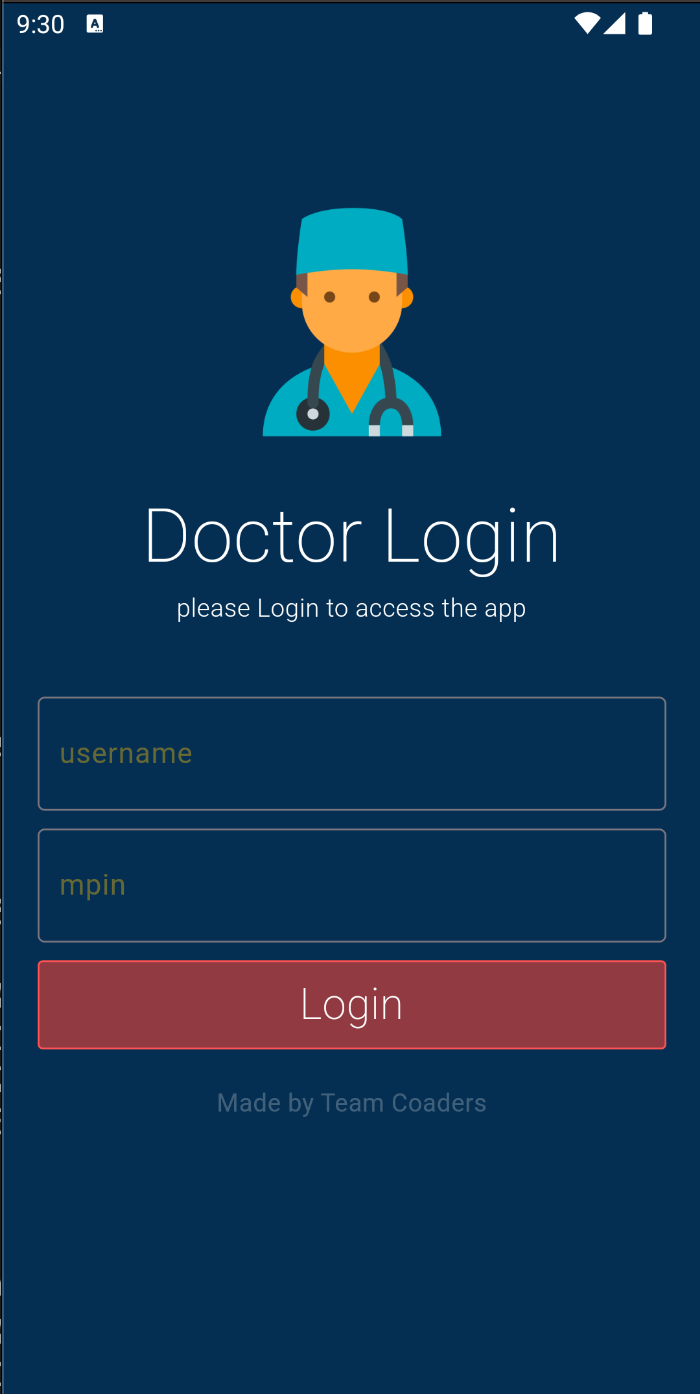 9:30 A
Doctor Login
please Login to access the app
username
mpin
Login
Made by Team Coaders